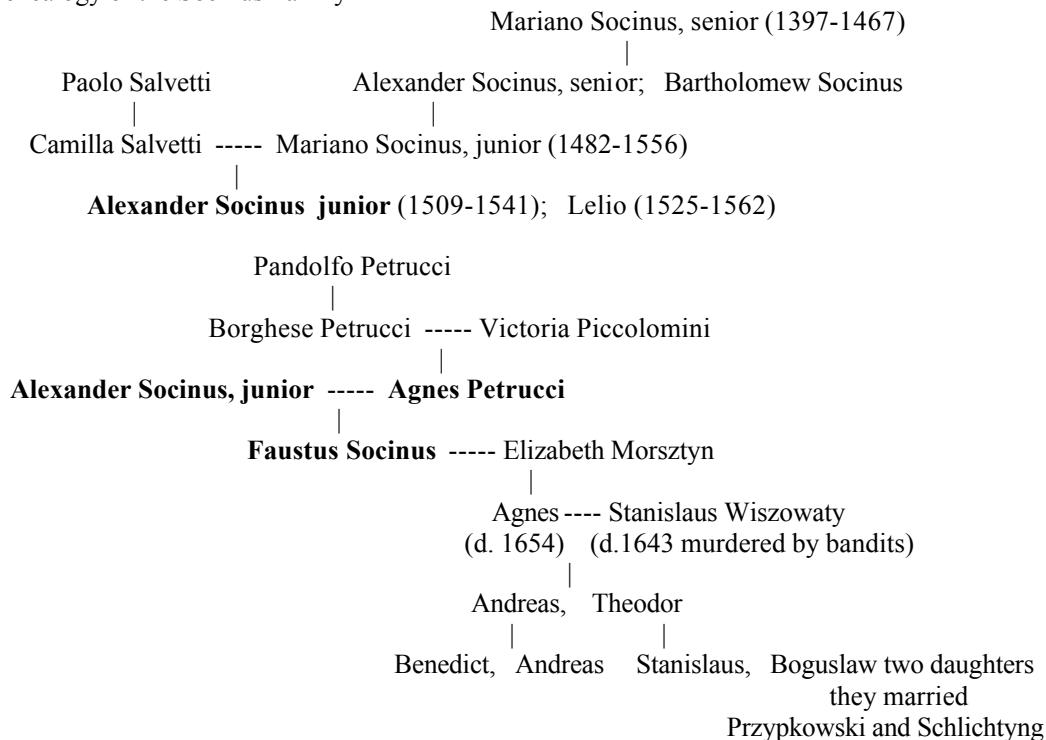 Mariano Socinus, senior (1397-1467)
Paolo Salvetti Alexander Socinus, senior; Bartholomew Socinus
Camilla Salvetti ----- Mariano Socinus, junior (1482-1556)
Alexander Socinus junior (1509-1541); Lelio (1525-1562)
Pandolfo Petrucci
Borghese Petrucci ----- Victoria Piccolomini
Alexander Socinus, junior ----- Agnes Petrucci
Faustus Socinus ----- Elizabeth Morsztyn
Agnes ---- Stanislaus Wiszowaty
(d. 1654) (d.1643 murdered by bandits)
Andreas, Theodor
Benedict, Andreas Stanislaus, Boguslaw two daughters
they married
Przypkowski and Schlichtyng